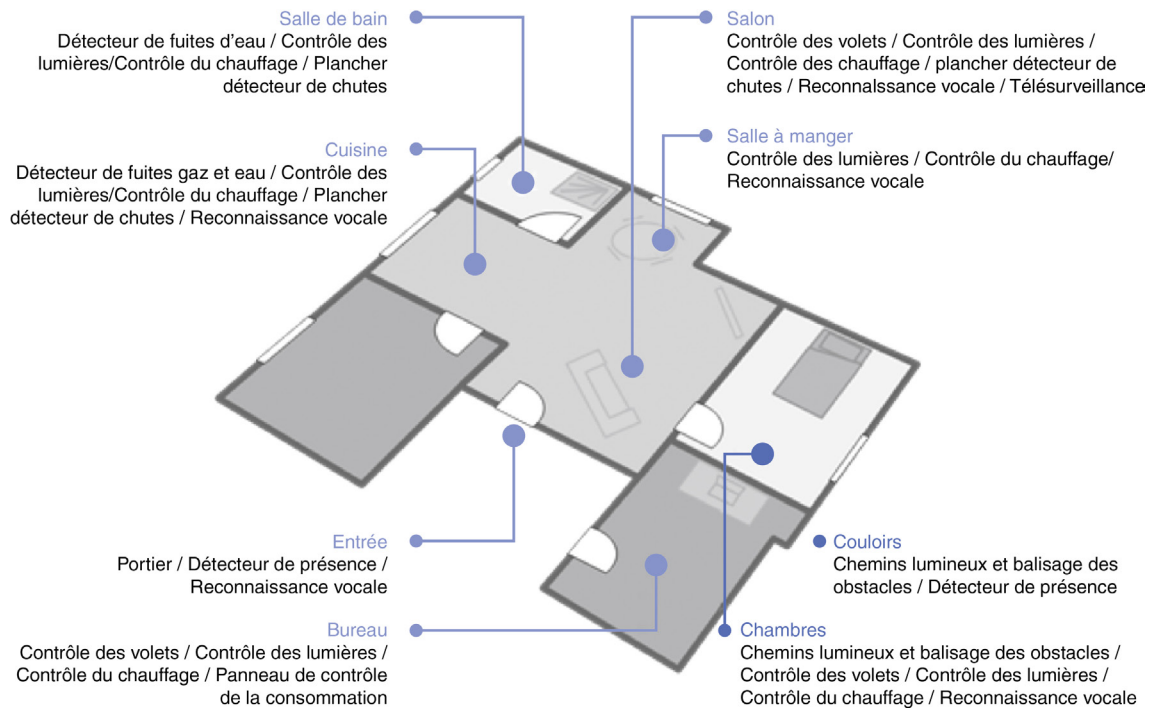 Salle de bain
Détecteur de fuites d'eau / Contrôle des
lumières/Contrôle du chauffage / Plancher
détecteur de chutes
Salon
Contrôle des volets / Contrôle des lumières /
Contrôle des chauffage / plancher détecteur de
chutes / Reconnalssance vocale / Télésurveillance
Cuisine
Détecteur de fuites gaz et eau / Contrôle des
lumières/Contrôle du chauffage / Plancher
détecteur de chutes / Reconnaissance vocale
Salle à manger
Contrôle des lumières / Contrôle du chauffage/
Reconnaissance vocale
Entrée
Portier / Détecteur de présence /
Reconnaissance vocale
Couloirs
Chemins lumineux et balisage des
obstacles / Détecteur de présence
Bureau
Contrôle des volets / Contrôle des lumières /
Contrôle du chauffage / Panneau de contrôle
de la consommation
Chambres
Chemins lumineux et balisage des obstacles /
Contrôle des volets / Contrôle des lumières /
Contrôle du chauffage / Reconnaissance vocale